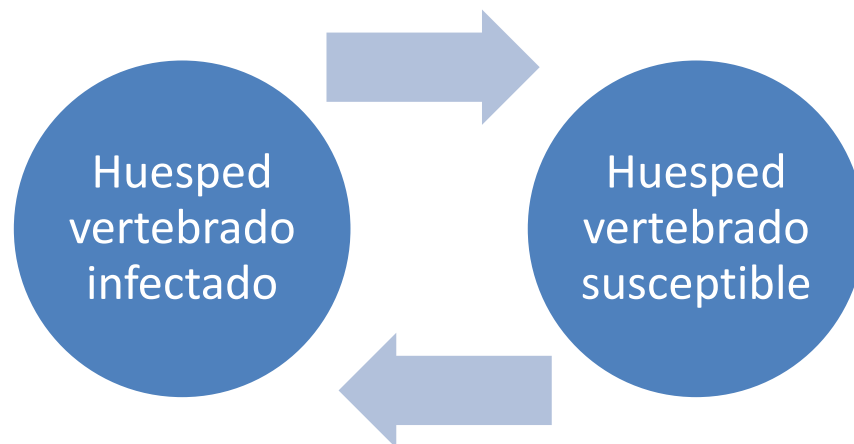 Huesped
vertebrado
infectado
Huesped
vertebrado
susceptible